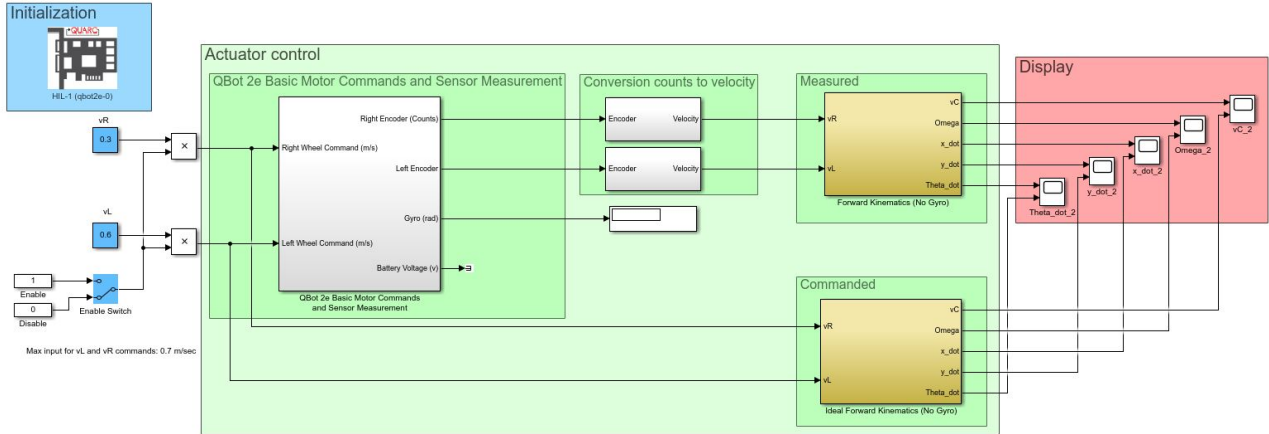 Initialization
QUARC
HIL-1 (qbot2e-0)
vR
0.3
×
vL
0.6
×
1
Enable
0
Disable
Enable Switch
Max input for vL and vR commands: 0.7 m/sec
Actuator control
QBot 2e Basic Motor Commands and Sensor Measurement
Right Encoder (Counts)
Right Wheel Command (m/s)
Left Encoder
Gyro (rad)
Left Wheel Command (m/s)
Battery Voltage (v)
QBot 2e Basic Motor Commands
and Sensor Measurement
Conversion counts to velocity
Encoder Velocity
Encoder Velocity
Measured
vR
vL
vC
Omega
x_dot
y_dot
Theta_dot
Forward Kinematics (No Gyro)
Commanded
vR
vL
vC
Omega
x_dot
y_dot
Theta_dot
Ideal Forward Kinematics (No Gyro)
Display
vC_2
Omega_2
x_dot_2
y_dot_2
Theta_dot_2